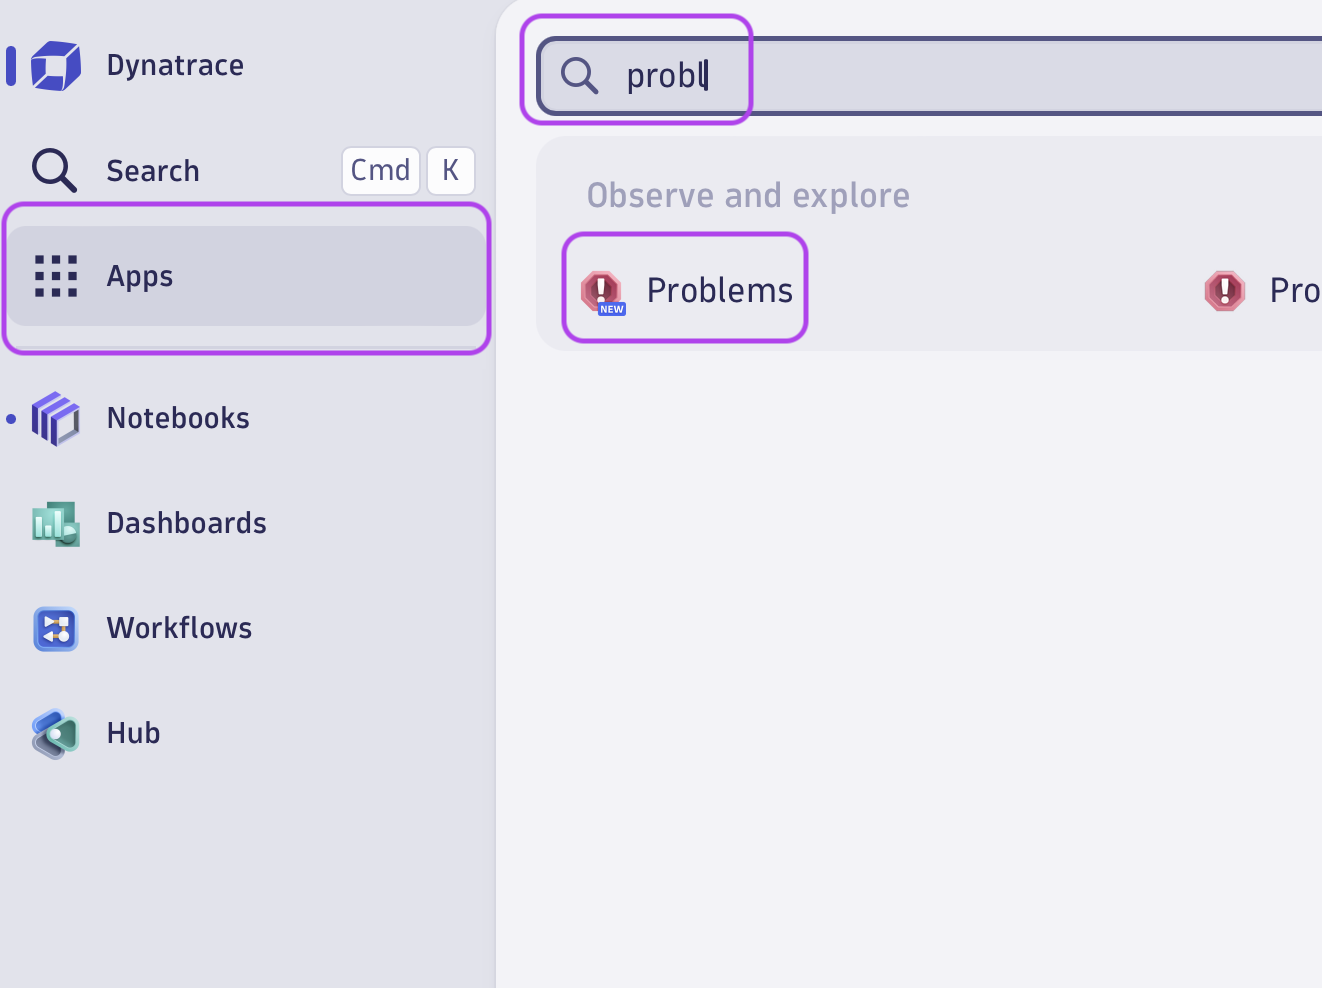 Dynatrace
Search Cmd K
Apps
Notebooks
Dashboards
Workflows
Hub
probl
Observe and explore
NEW Problems
Pro